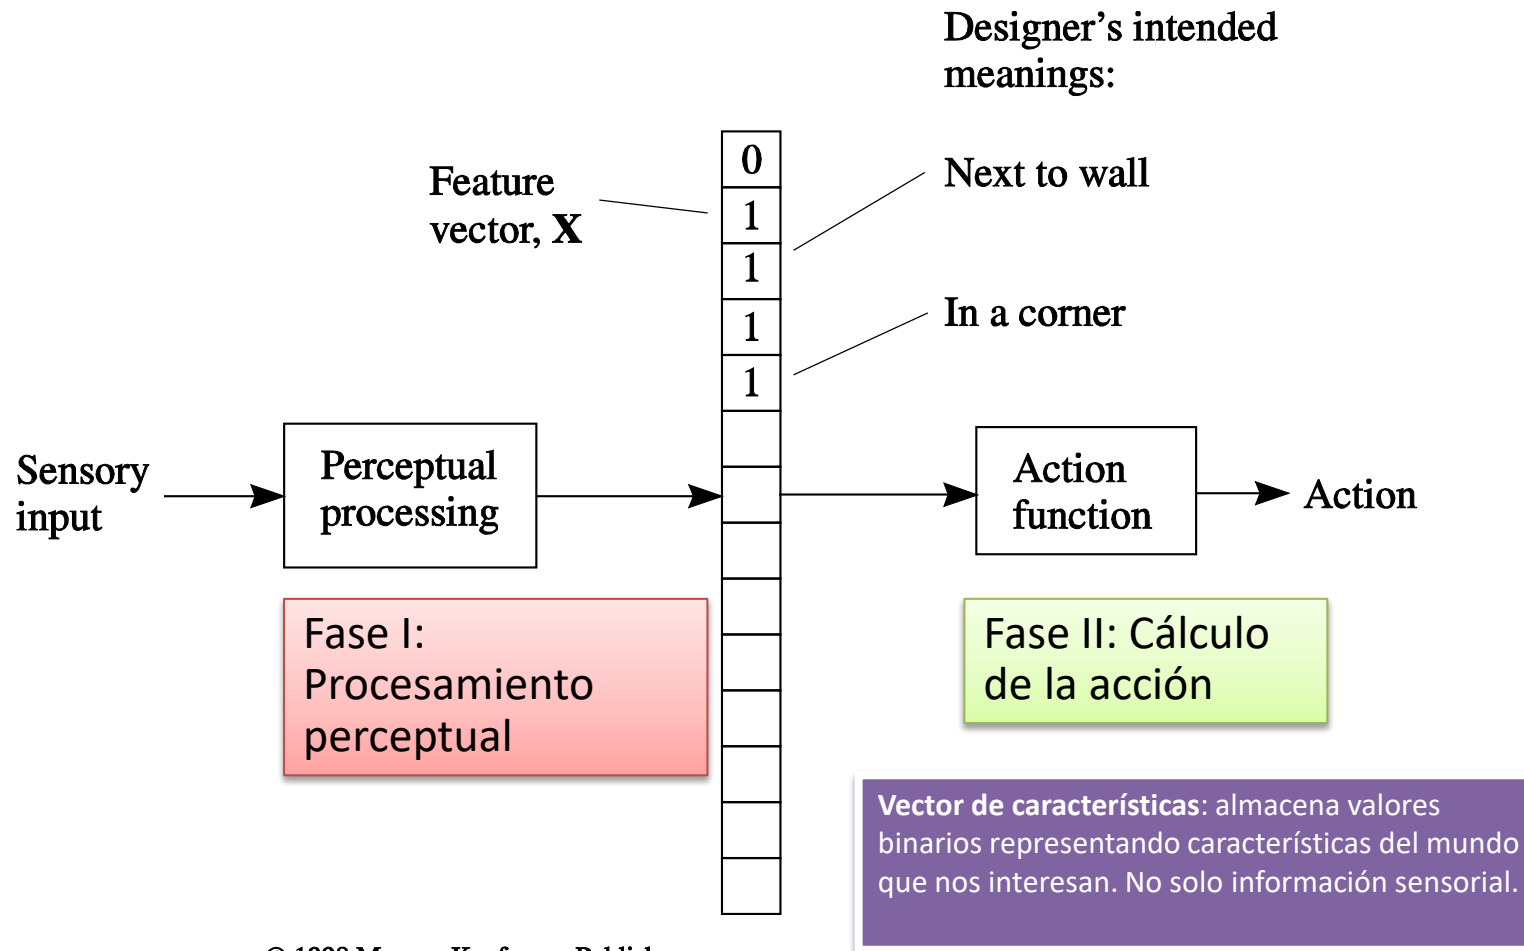 Designer’s intended
meanings:
0
Feature
vector, X
1
Next to wall
1
In a corner
1
1
Sensory
input
Perceptual
processing
Action
function
Action
Fase I:
Procesamiento
perceptual
Fase II: Cálculo
de la acción
Vector de características: almacena valores
binarios representando características del mundo
que nos interesan. No solo información sensorial.
© 1998